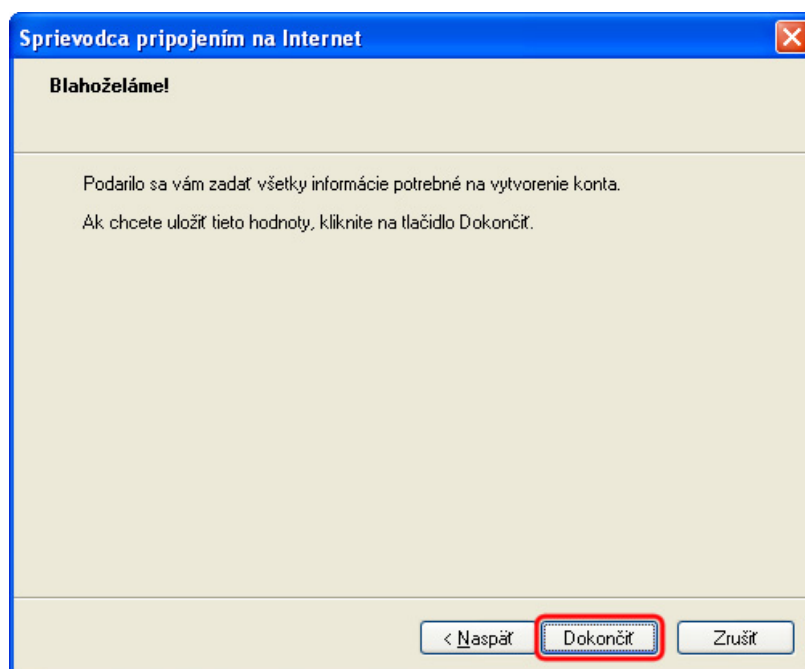 Sprievodca pripojením na Internet
Blahoželáme!
Podarilo sa vám zadať všetky informácie potrebné na vytvorenie konta.
Ak chcete uložiť tieto hodnoty, kliknite na tlačidlo Dokončiť.
< Naspäť Dokončiť Zrušiť